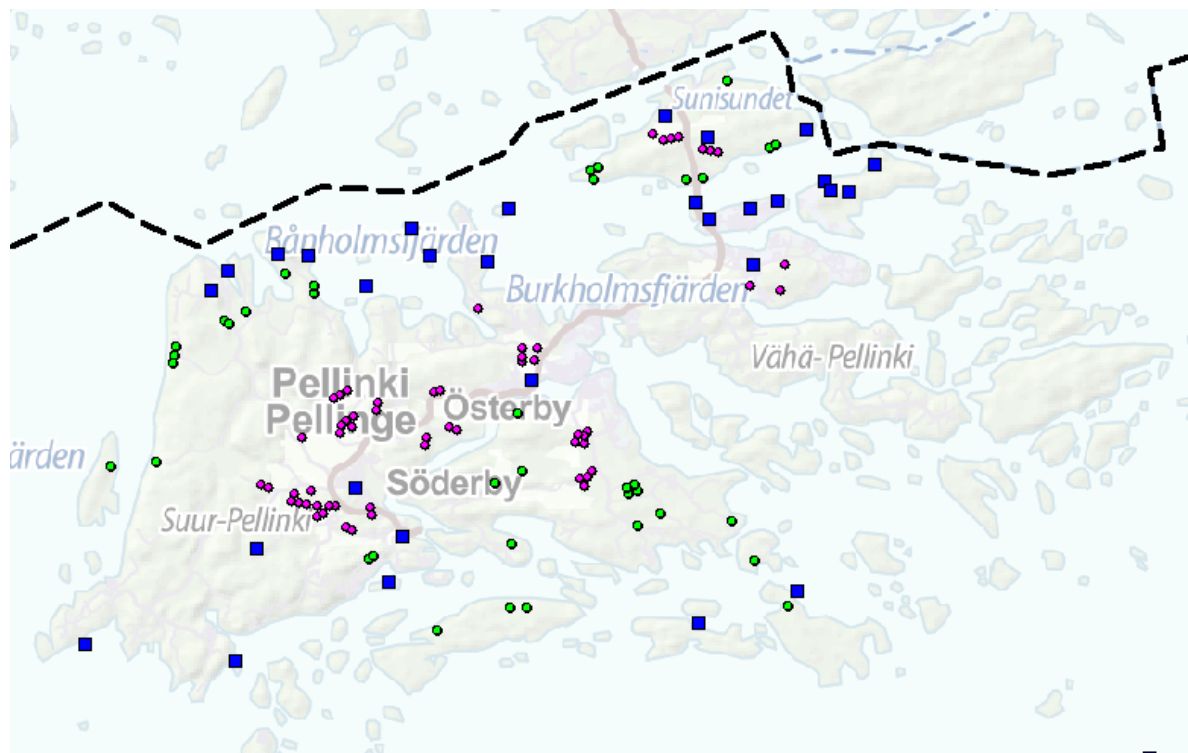 Sunisundet
Bånholmsfjärden
Burkholmsfjärden
Vähä-Pellinki
Pellinki
Pellinge
Österby
ärden
Söderby
Suur-Pellinki